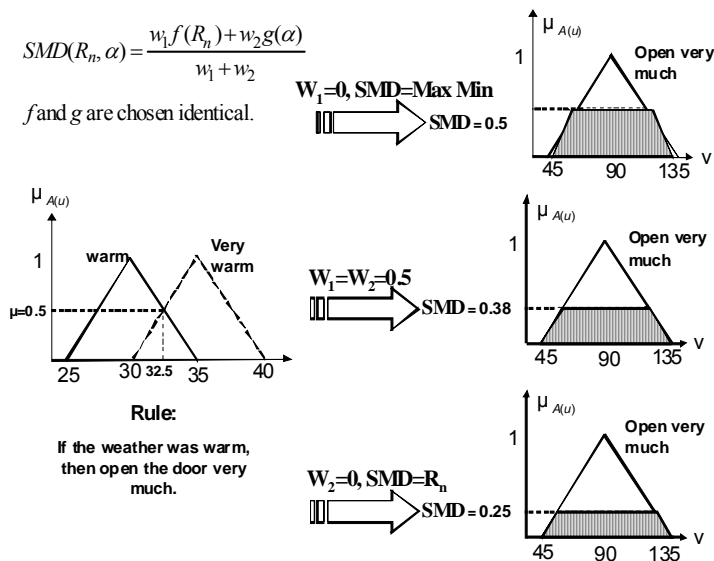 SMD(Rn, α) = (w1 f(Rn) + w2 g(α)) / (w1 + w2)
f and g are chosen identical.
W1=0, SMD=Max Min
SMD = 0.5
μ A(u)
1
Open very
much
45
90
135
V
μ A(u)
1
warm
Very
warm
μ=0.5
25
30
32.5
35
40
Rule:
If the weather was warm,
then open the door very
much.
W1=W2=0.5
SMD = 0.38
μ A(u)
1
Open very
much
45
90
135
V
W2=0, SMD=Rn
SMD = 0.25
μ A(u)
1
Open very
much
45
90
135
V